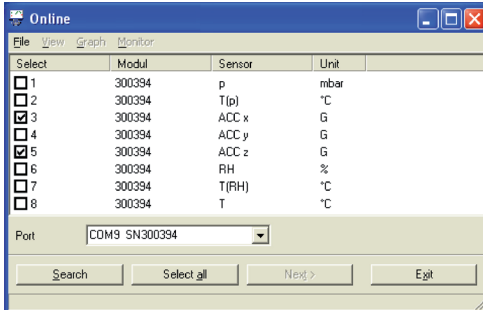 Online
File View Graph Monitor
Select Modul Sensor Unit
1 300394 p mbar
2 300394 T(p) °C
3 300394 ACC x G
4 300394 ACC y G
5 300394 ACC z G
6 300394 RH %
7 300394 T(RH) °C
8 300394 T °C
Port COM9 SN300394
Search Select all Next > Exit